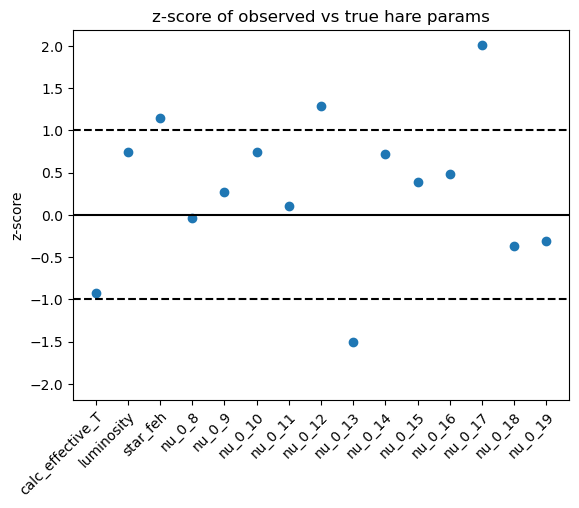 z-score of observed vs true hare params
2.0
1.5
1.0
0.5
0.0
−0.5
−1.0
−1.5
−2.0
z-score
calc_effective_T
luminosity
star_feh
nu_0_8
nu_0_9
nu_0_10
nu_0_11
nu_0_12
nu_0_13
nu_0_14
nu_0_15
nu_0_16
nu_0_17
nu_0_18
nu_0_19